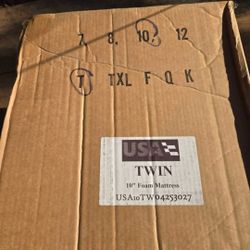 7, 8, 10, 12
T TXL F Q K
USA
TWIN
10" Foam Mattress
USA10TW04253027